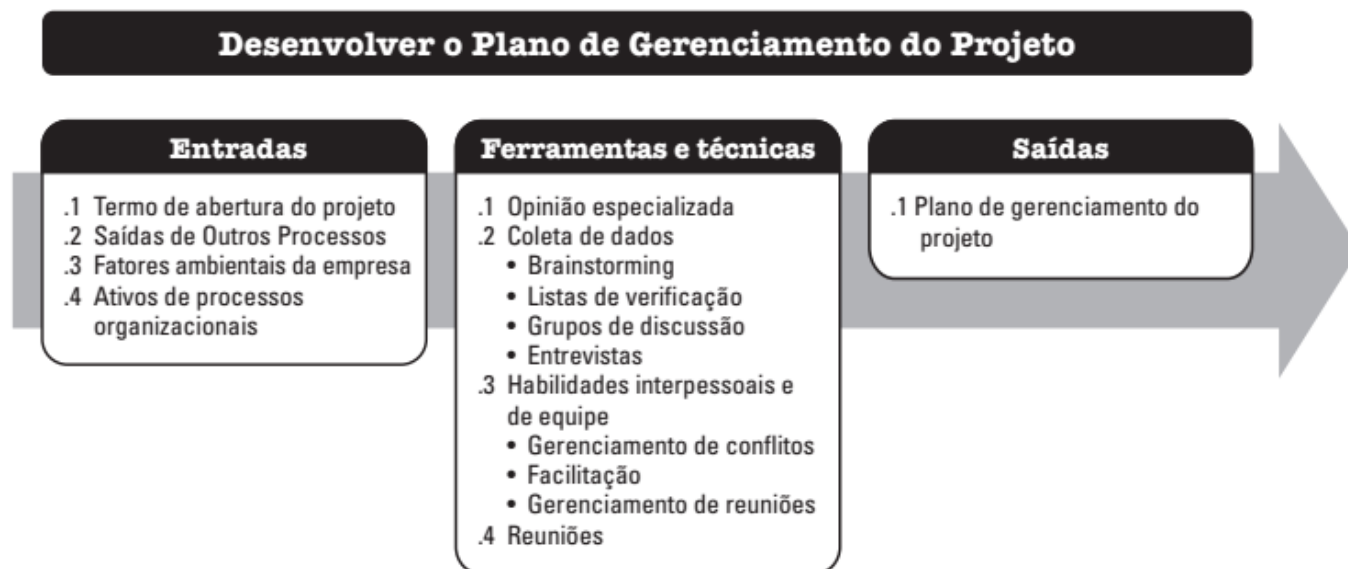 Desenvolver o Plano de Gerenciamento do Projeto
Entradas
.1 Termo de abertura do projeto
.2 Saídas de Outros Processos
.3 Fatores ambientais da empresa
.4 Ativos de processos
organizacionais
Ferramentas e técnicas
.1 Opinião especializada
.2 Coleta de dados
• Brainstorming
• Listas de verificação
• Grupos de discussão
• Entrevistas
.3 Habilidades interpessoais e
de equipe
• Gerenciamento de conflitos
• Facilitação
• Gerenciamento de reuniões
.4 Reuniões
Saídas
.1 Plano de gerenciamento do
projeto